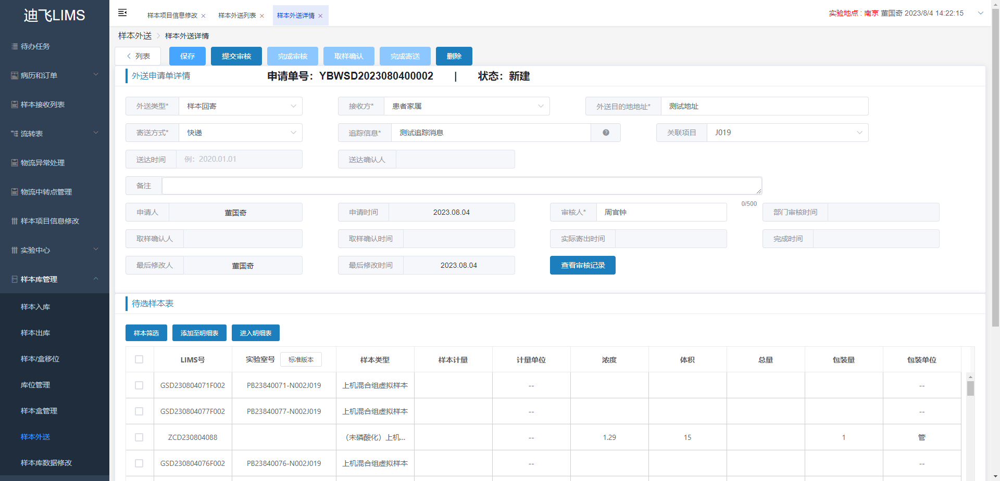 迪飞LIMS
待办任务
病历和订单
样本接收列表
流转表
物流异常处理
物流中转点管理
样本项目信息修改
实验中心
样本库管理
样本入库
样本出库
样本/盒移位
库位管理
样本盒管理
样本外送
样本库数据修改
样本项目信息修改 样本外送列表 样本外送详情
实验地点 : 南京 董国奇 2023/8/4 14:22:15
样本外送 样本外送详情
列表 保存 提交审核 完成审核 取样确认 完成寄送 删除
外送申请单详情 申请单号：YBWSD2023080400002 | 状态：新建
外送类型* 样本回寄 接收方* 患者家属 外送目的地地址* 测试地址
寄送方式* 快递 追踪信息* 测试追踪消息 关联项目 J019
送达时间 例：2020.01.01 送达确认人
备注
0/500
申请人 董国奇 申请时间 2023.08.04 审核人* 周官钟 部门审核时间
取样确认人 取样确认时间 实际寄出时间 完成时间
最后修改人 董国奇 最后修改时间 2023.08.04 查看审核记录
待选样本表
样本筛选 添加至明细表 进入明细表
LIMS号 实验室号 标准版本 样本类型 样本计量 计量单位 浓度 体积 总量 包装量 包装单位
GSD230804071F002 PB23840071-N002J019 上机混合组虚拟样本 -- --
GSD230804077F002 PB23840077-N002J019 上机混合组虚拟样本 -- --
ZCD230804088 （未磷酸化）上机... -- 1.29 15 1 管
GSD230804076F002 PB23840076-N002J019 上机混合组虚拟样本 -- --